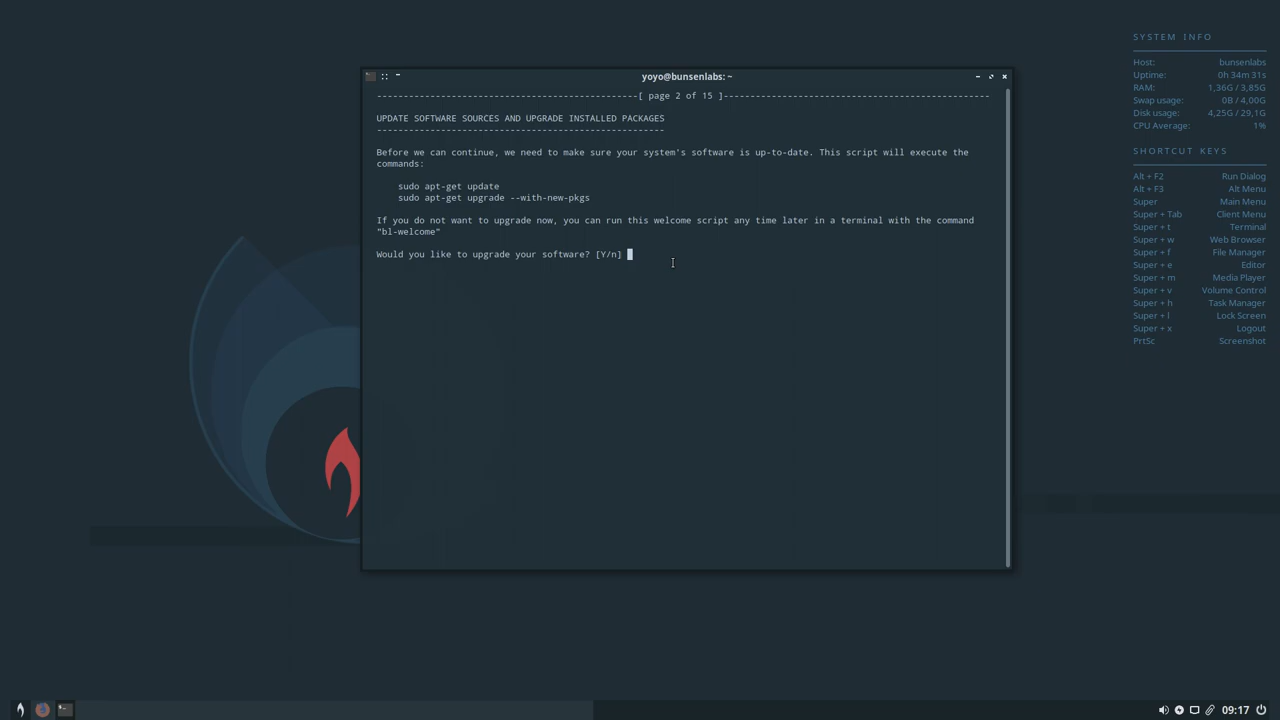 yoyo@bunsenlabs: ~
-------------------------------------------------[ page 2 of 15 ]--------------------------------------------------
UPDATE SOFTWARE SOURCES AND UPGRADE INSTALLED PACKAGES
------------------------------------------------------
Before we can continue, we need to make sure your system's software is up-to-date. This script will execute the
commands:
sudo apt-get update
sudo apt-get upgrade --with-new-pkgs
If you do not want to upgrade now, you can run this welcome script any time later in a terminal with the command
"bl-welcome"
Would you like to upgrade your software? [Y/n]
SYSTEM INFO
Host: bunsenlabs
Uptime: 0h 34m 31s
RAM: 1,36G / 3,85G
Swap usage: 0B / 4,00G
Disk usage: 4,25G / 29,1G
CPU Average: 1%
SHORTCUT KEYS
Alt + F2 Run Dialog
Alt + F3 Alt Menu
Super Main Menu
Super + Tab Client Menu
Super + t Terminal
Super + w Web Browser
Super + f File Manager
Super + e Editor
Super + m Media Player
Super + v Volume Control
Super + h Task Manager
Super + l Lock Screen
Super + x Logout
PrtSc Screenshot
09:17